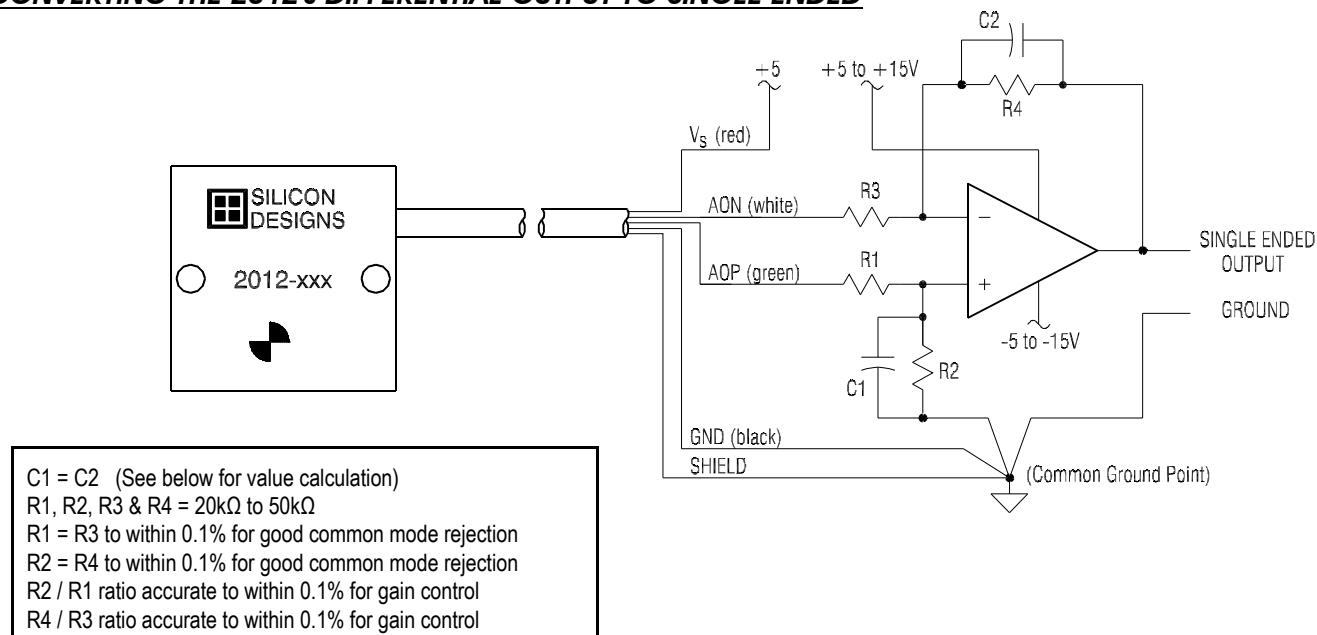 CONVERTING THE 2012's DIFFERENTIAL OUTPUT TO SINGLE ENDED
C2
+5
+5 to +15V
R4
VS (red)
SILICON
DESIGNS
AON (white)
R3
2012-xxx
AOP (green)
R1
SINGLE ENDED
OUTPUT
GROUND
-5 to -15V
C1
R2
GND (black)
SHIELD
(Common Ground Point)
C1 = C2 (See below for value calculation)
R1, R2, R3 & R4 = 20kΩ to 50kΩ
R1 = R3 to within 0.1% for good common mode rejection
R2 = R4 to within 0.1% for good common mode rejection
R2 / R1 ratio accurate to within 0.1% for gain control
R4 / R3 ratio accurate to within 0.1% for gain control